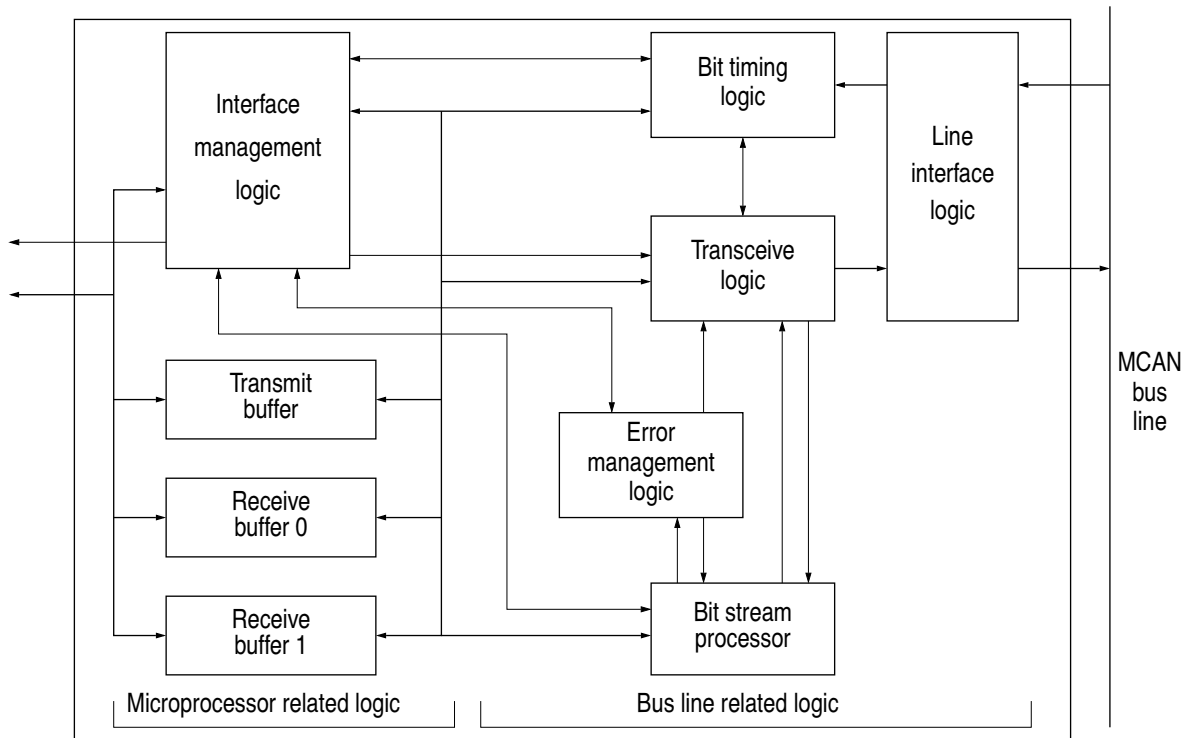 Interface
management
logic
Bit timing
logic
Line
interface
logic
Transceive
logic
Transmit
buffer
Error
management
logic
MCAN
bus
line
Receive
buffer 0
Receive
buffer 1
Bit stream
processor
Microprocessor related logic
Bus line related logic